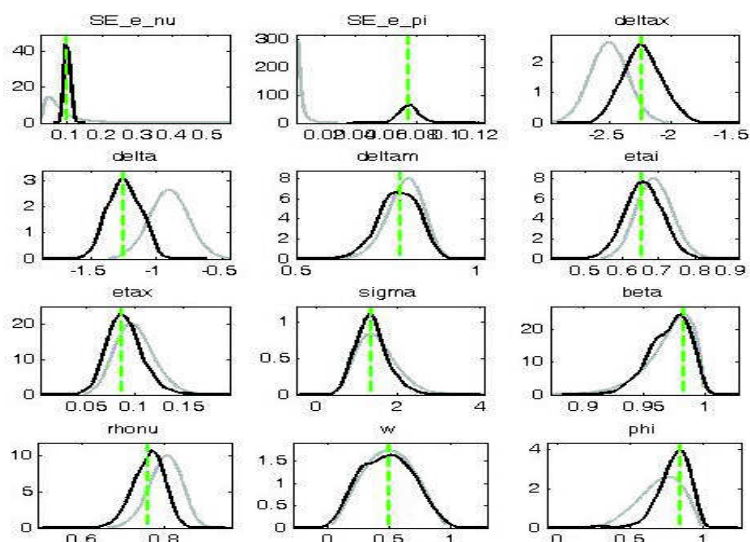 SE_e_nu SE_e_pi deltax
40 20 0
300 200 100 0
2 0
0.1 0.2 0.3 0.4 0.5
0.02 0.04 0.06 0.08 0.1 0.12
-2.5 -2 -1.5
delta deltam etai
3 2 1 0
8 6 4 2 0
8 6 4 2 0
-1.5 -1 -0.5
0.5 1
0.5 0.6 0.7 0.8 0.9
etax sigma beta
20 10 0
1 0.5 0
20 10 0
0.05 0.1 0.15
0 2 4
0.9 0.95 1
rhonu w phi
10 5 0
1.5 1 0.5 0
4 2 0
0.6 0.8
0 0.5 1
0 0.5 1